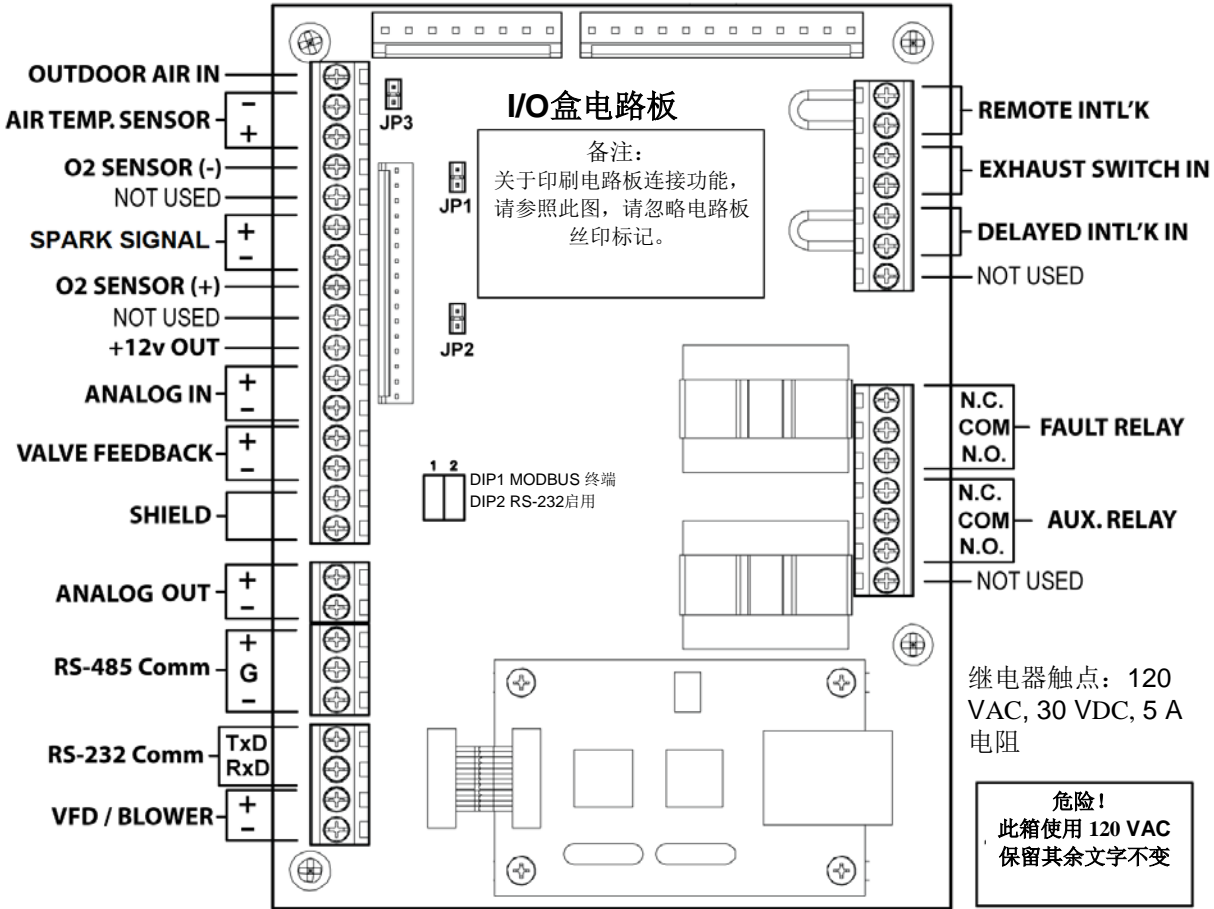 OUTDOOR AIR IN
-
AIR TEMP. SENSOR
+
O2 SENSOR (-)
NOT USED
SPARK SIGNAL
+
-
O2 SENSOR (+)
NOT USED
+12v OUT
ANALOG IN
+
-
VALVE FEEDBACK
+
-
SHIELD
ANALOG OUT
+
-
RS-485 Comm
+
G
-
RS-232 Comm
TxD
RxD
VFD / BLOWER
+
-
JP3
JP1
JP2
I/O盒电路板
备注：
关于印刷电路板连接功能，
请参照此图，请忽略电路板
丝印标记。
1 2
DIP1 MODBUS 终端
DIP2 RS-232启用
REMOTE INTL'K
EXHAUST SWITCH IN
DELAYED INTL'K IN
NOT USED
N.C.
COM
N.O.
FAULT RELAY
N.C.
COM
N.O.
AUX. RELAY
NOT USED
继电器触点：120
VAC, 30 VDC, 5 A
电阻
危险！
此箱使用 120 VAC
保留其余文字不变